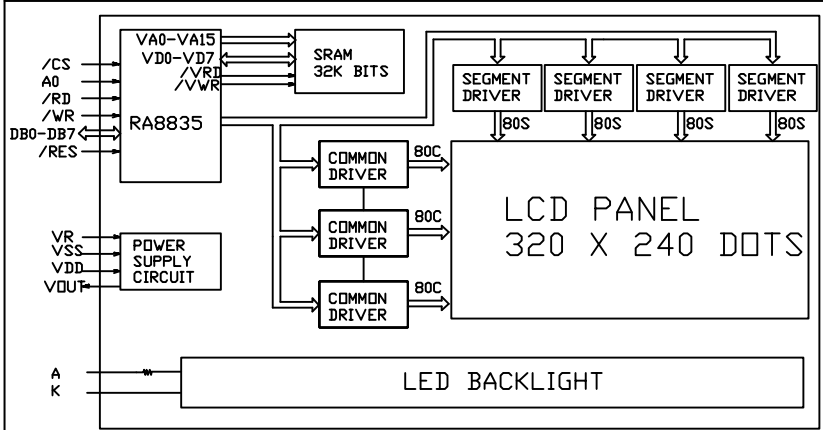 /CS
A0
/RD
/WR
DB0-DB7
/RES
RA8835
VA0-VA15
VD0-VD7
/VRD
/VWR
SRAM
32K BITS
SEGMENT
DRIVER
SEGMENT
DRIVER
SEGMENT
DRIVER
SEGMENT
DRIVER
80S
80S
80S
80S
COMMON
DRIVER
80C
COMMON
DRIVER
80C
COMMON
DRIVER
80C
LCD PANEL
320 X 240 DOTS
VR
VSS
VDD
VOUT
POWER
SUPPLY
CIRCUIT
A
K
LED BACKLIGHT